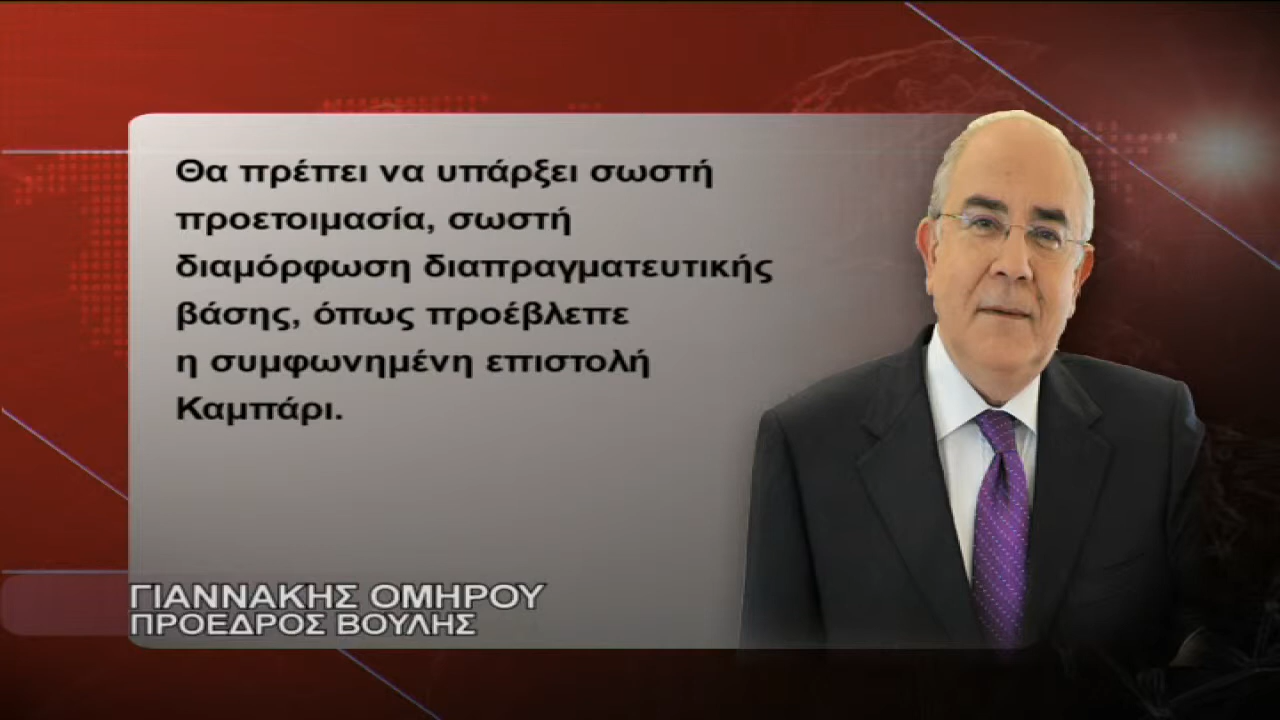 Θα πρέπει να υπάρξει σωστή
προετοιμασία, σωστή
διαμόρφωση διαπραγματευτικής
βάσης, όπως προέβλεπε
η συμφωνημένη επιστολή
Καμπάρι.
ΓΙΑΝΝΑΚΗΣ ΟΜΗΡΟΥ
ΠΡΟΕΔΡΟΣ ΒΟΥΛΗΣ